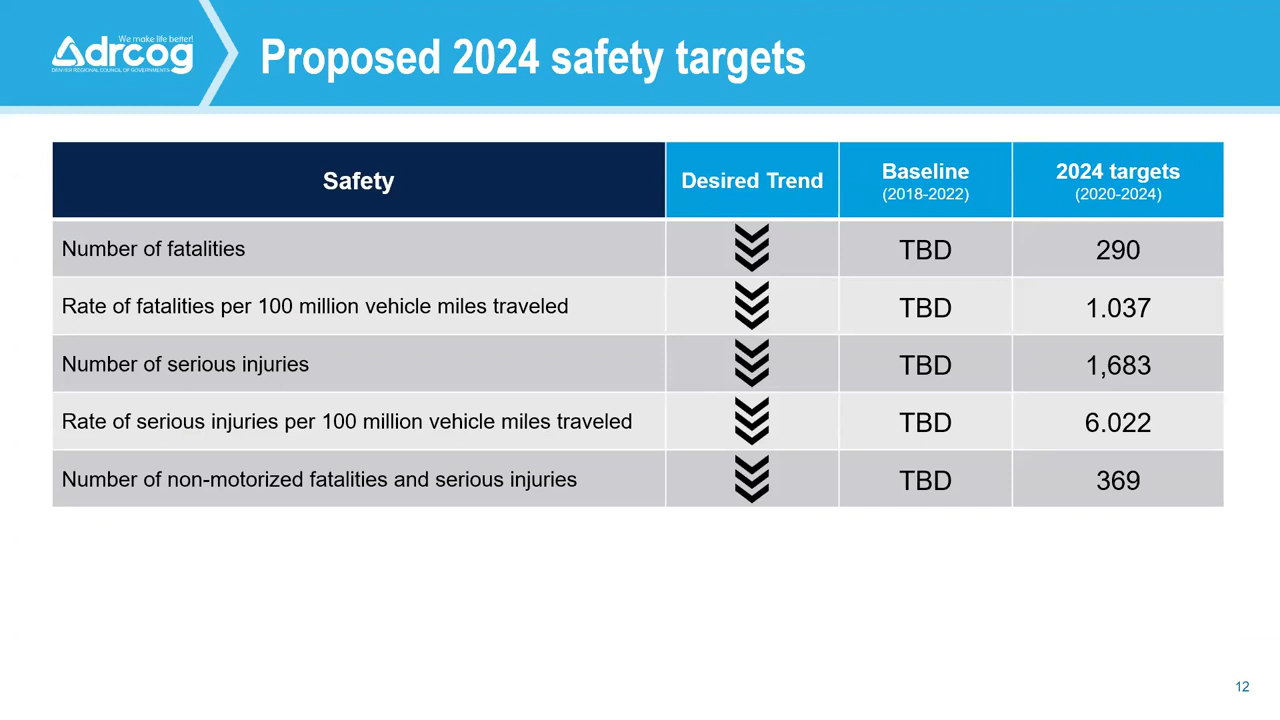 We make life better!
drcog
DENVER REGIONAL COUNCIL OF GOVERNMENTS
Proposed 2024 safety targets
Safety
Desired Trend
Baseline
(2018-2022)
2024 targets
(2020-2024)
Number of fatalities
TBD
290
Rate of fatalities per 100 million vehicle miles traveled
TBD
1.037
Number of serious injuries
TBD
1,683
Rate of serious injuries per 100 million vehicle miles traveled
TBD
6.022
Number of non-motorized fatalities and serious injuries
TBD
369
12